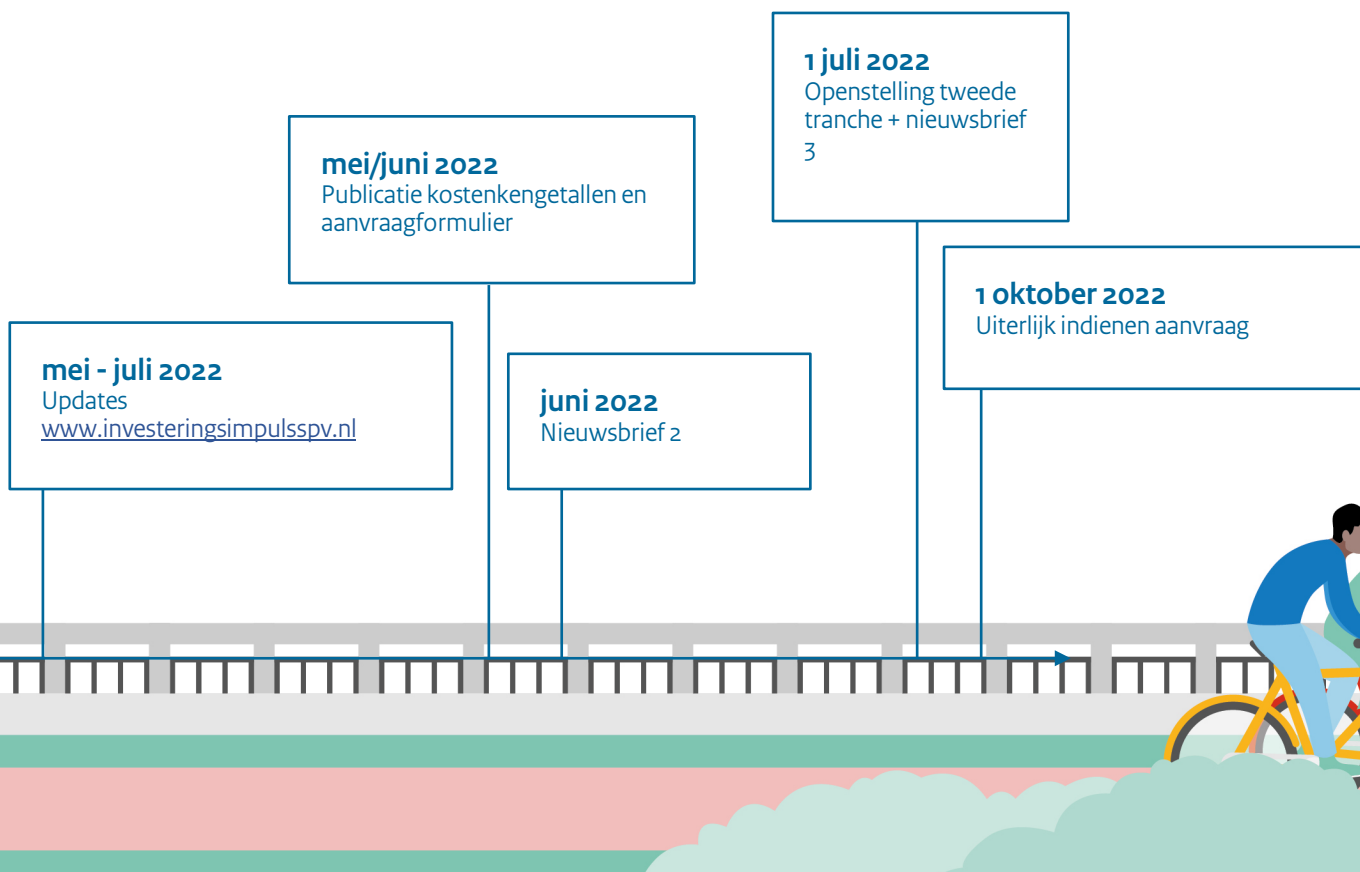 mei - juli 2022
Updates
www.investeringsimpulsspv.nl
mei/juni 2022
Publicatie kostenkengetallen en
aanvraagformulier
juni 2022
Nieuwsbrief 2
1 juli 2022
Openstelling tweede
tranche + nieuwsbrief
3
1 oktober 2022
Uiterlijk indienen aanvraag